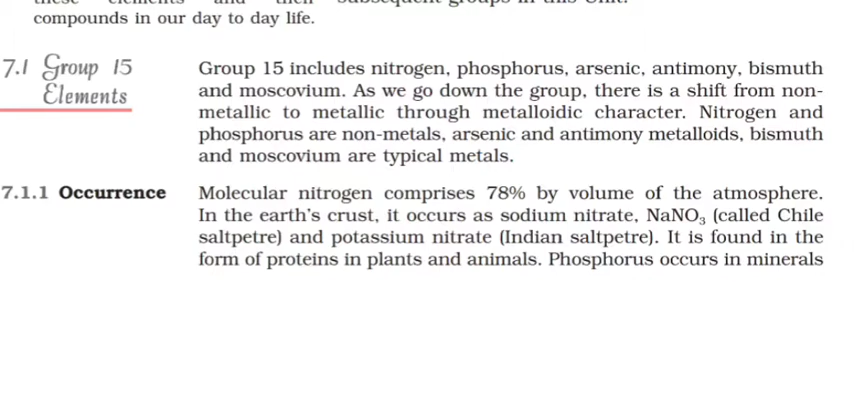 compounds in our day to day life.
7.1 Group 15
Elements
Group 15 includes nitrogen, phosphorus, arsenic, antimony, bismuth
and moscovium. As we go down the group, there is a shift from non-
metallic to metallic through metalloidic character. Nitrogen and
phosphorus are non-metals, arsenic and antimony metalloids, bismuth
and moscovium are typical metals.
7.1.1 Occurrence
Molecular nitrogen comprises 78% by volume of the atmosphere.
In the earth's crust, it occurs as sodium nitrate, NaNO₃ (called Chile
saltpetre) and potassium nitrate (Indian saltpetre). It is found in the
form of proteins in plants and animals. Phosphorus occurs in minerals